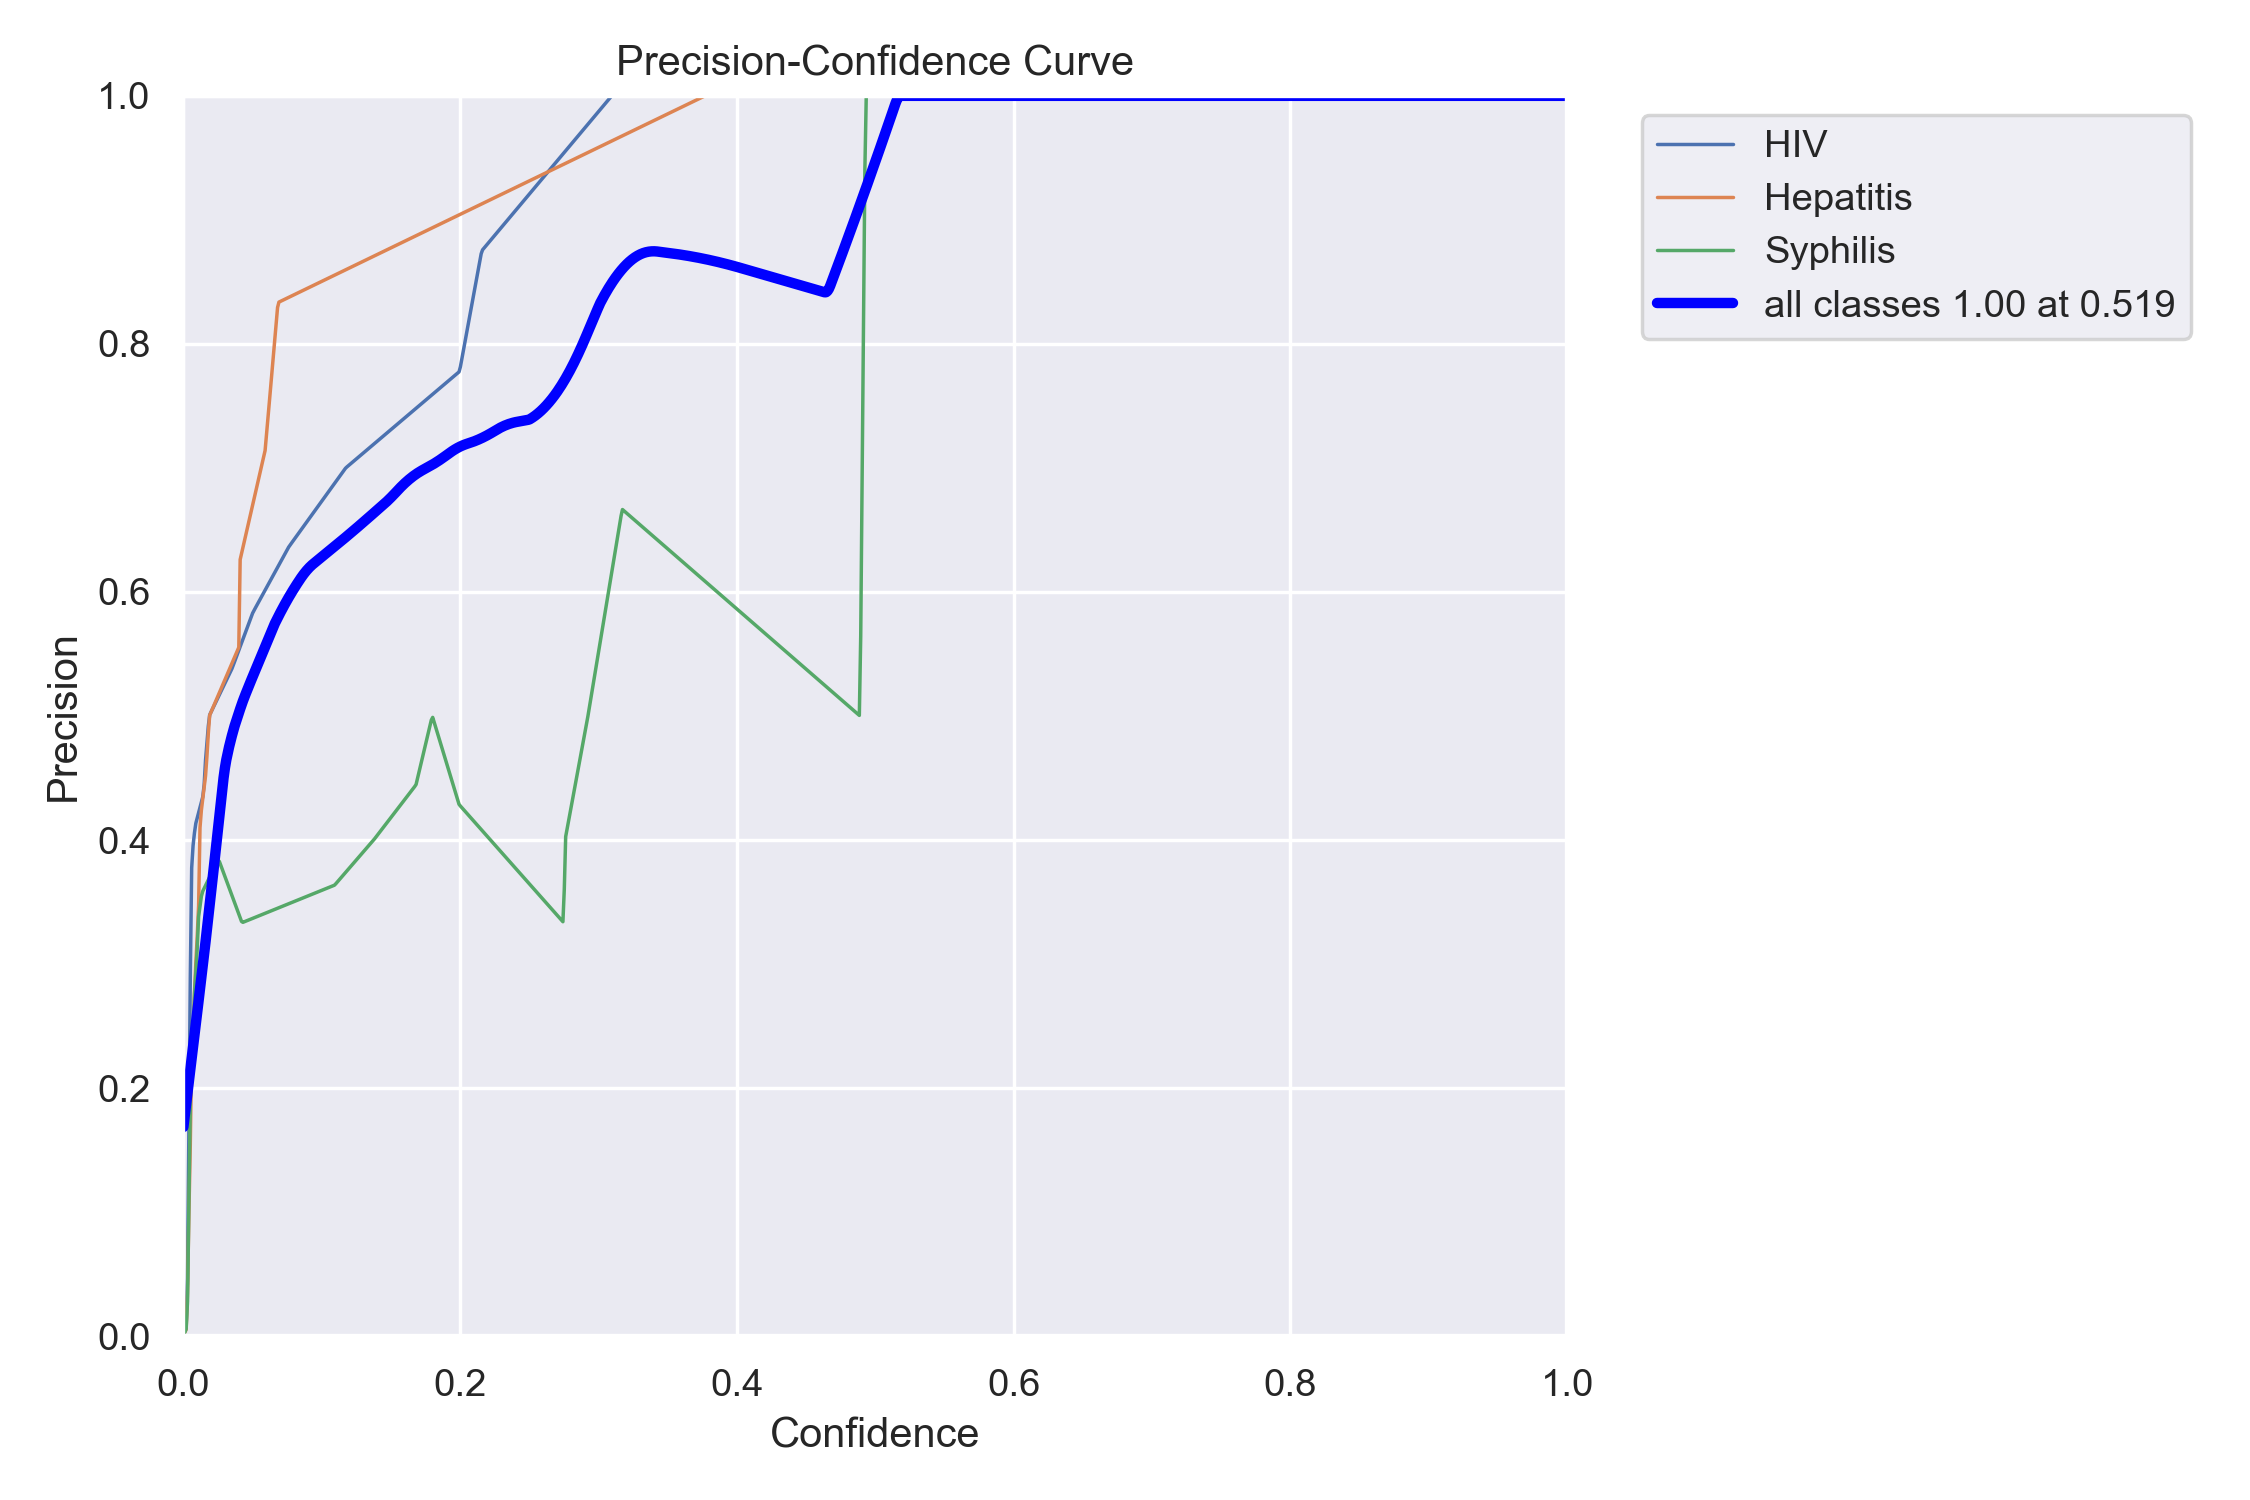 Precision-Confidence Curve
1.0
0.8
0.6
0.4
0.2
0.0
Precision
0.0 0.2 0.4 0.6 0.8 1.0
Confidence
HIV
Hepatitis
Syphilis
all classes 1.00 at 0.519